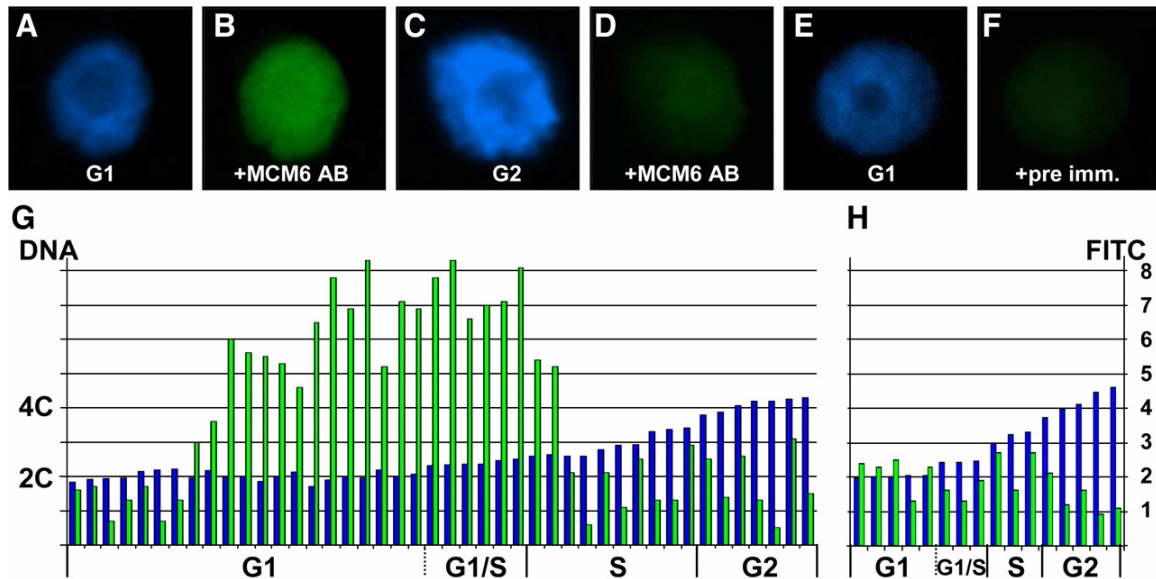 A B C D E F
G1 +MCM6 AB G2 +MCM6 AB G1 +pre imm.
G H
DNA FITC
8
7
6
5
4C 4
3
2C 2
1
G1 G1/S S G2 G1 G1/S S G2